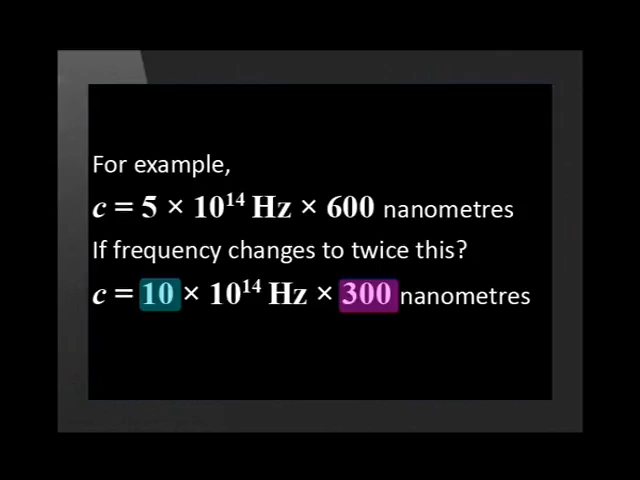 For example,
c = 5 × 10¹⁴ Hz × 600 nanometres
If frequency changes to twice this?
c = 10 × 10¹⁴ Hz × 300 nanometres